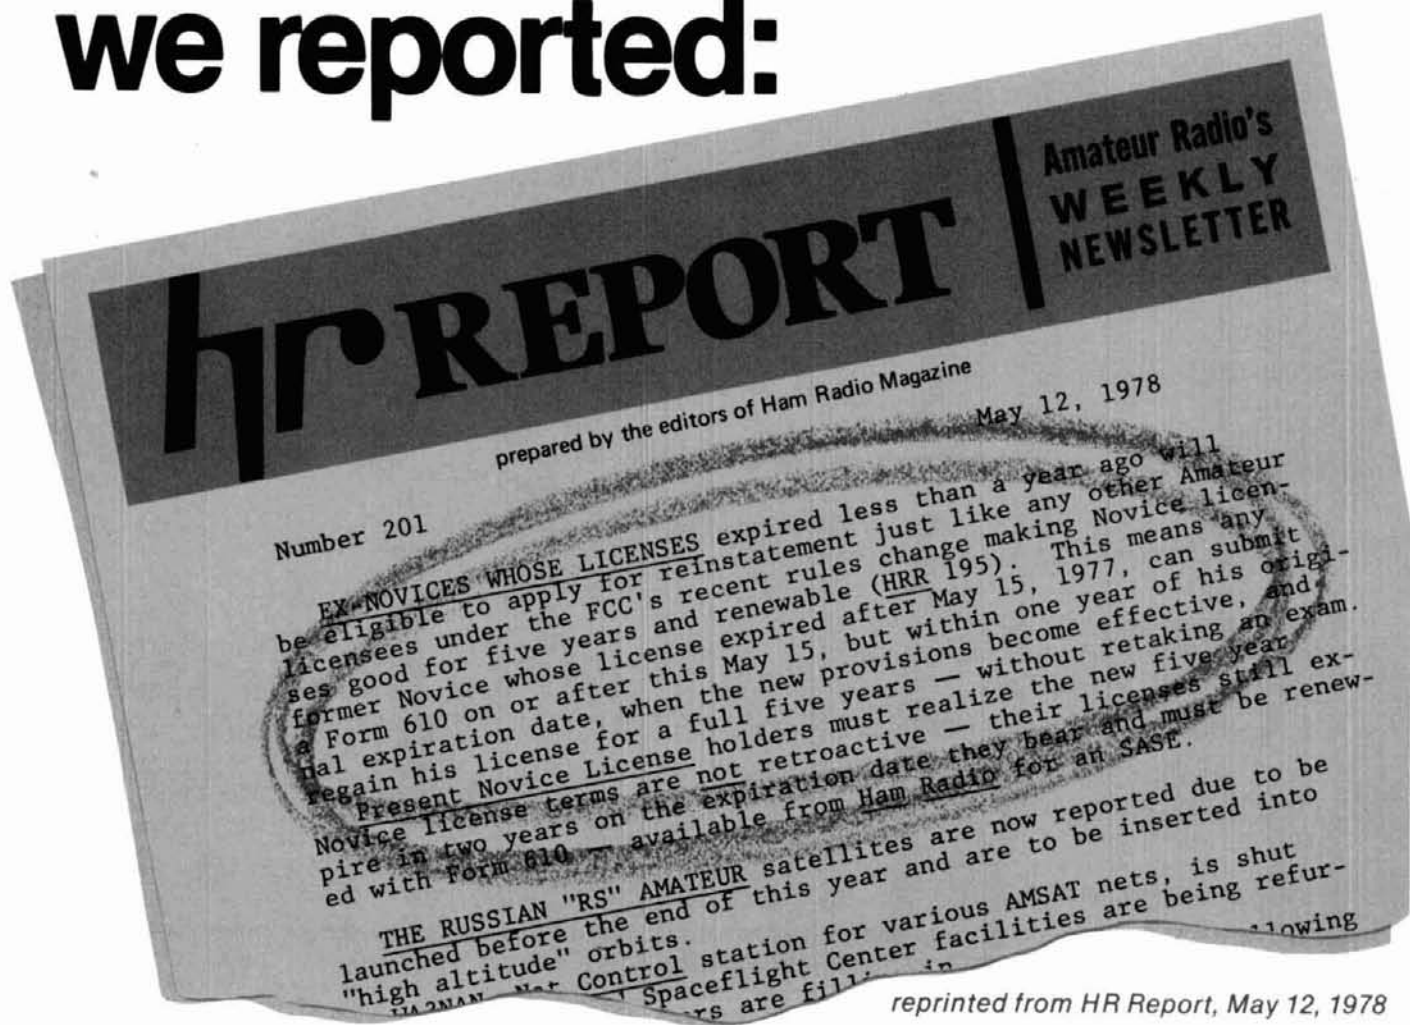 we reported:
hr REPORT
Amateur Radio's
WEEKLY
NEWSLETTER
prepared by the editors of Ham Radio Magazine
Number 201
May 12, 1978
EX-NOVICES WHOSE LICENSES expired less than a year ago will
be eligible to apply for reinstatement just like any other Amateur
licensees under the FCC's recent rules change making Novice licen-
ses good for five years and renewable (HRR 195). This means any
former Novice whose license expired after May 15, 1977, can submit
a Form 610 on or after this May 15, but within one year of his origi-
nal expiration date, when the new provisions become effective, and
regain his license for a full five years — without retaking an exam.
Present Novice License holders must realize the new five year
Novice license terms are not retroactive — their licenses still ex-
pire in two years on the expiration date they bear and must be renew-
ed with Form 610 — available from Ham Radio for an SASE.
THE RUSSIAN "RS" AMATEUR satellites are now reported due to be
launched before the end of this year and are to be inserted into
"high altitude" orbits.
Control station for various AMSAT nets, is shut
Spaceflight Center facilities are being refur-
are
reprinted from HR Report, May 12, 1978